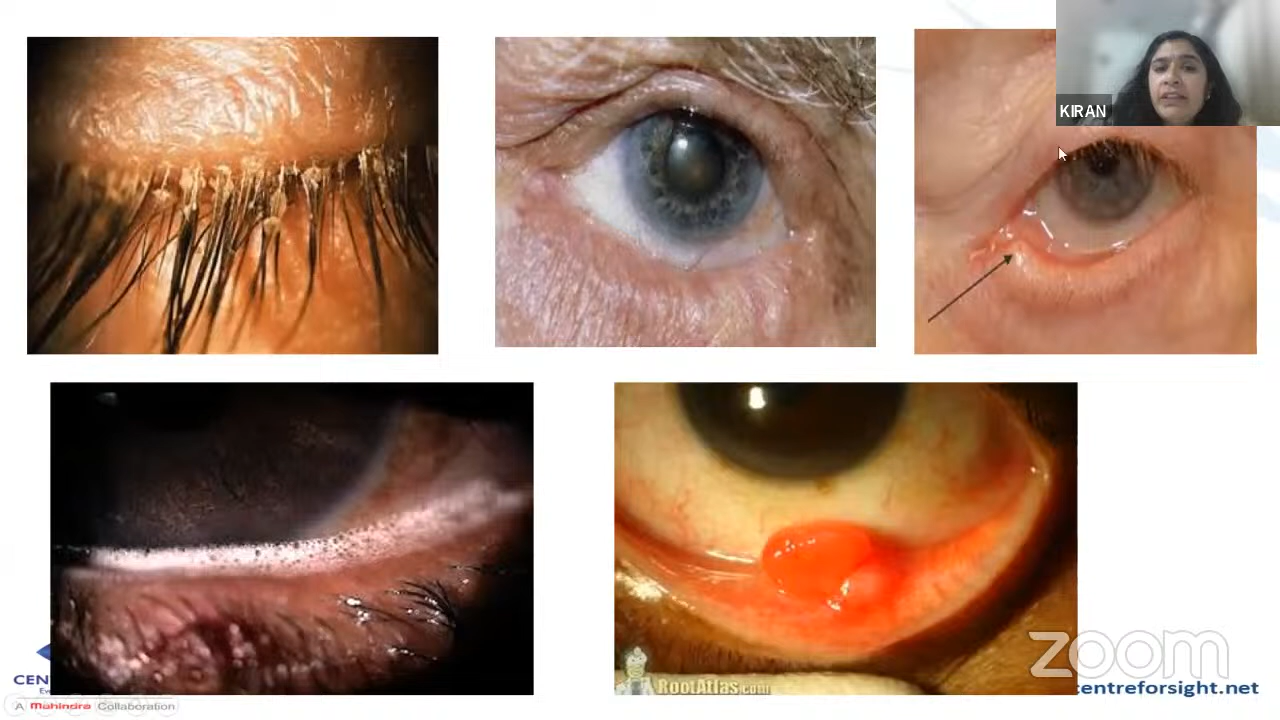 KIRAN
RootAtlas.com
zoom
CEN
centreforsight.net
A Mahindra Collaboration